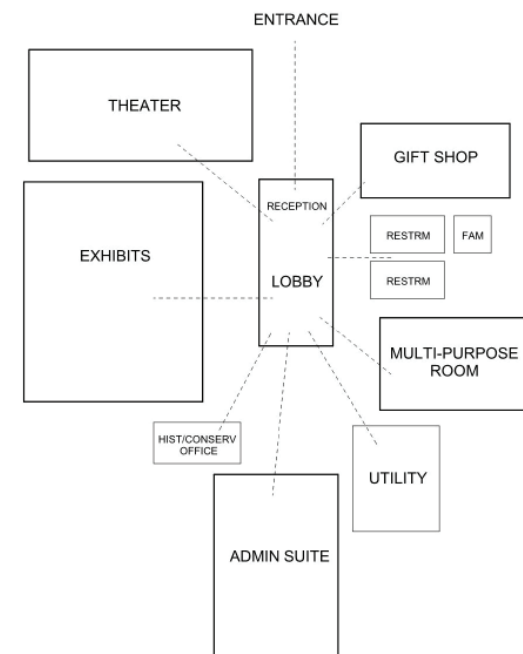 ENTRANCE
THEATER
GIFT SHOP
RECEPTION
RESTRM
FAM
EXHIBITS
LOBBY
RESTRM
MULTI-PURPOSE
ROOM
HIST/CONSERV
OFFICE
UTILITY
ADMIN SUITE